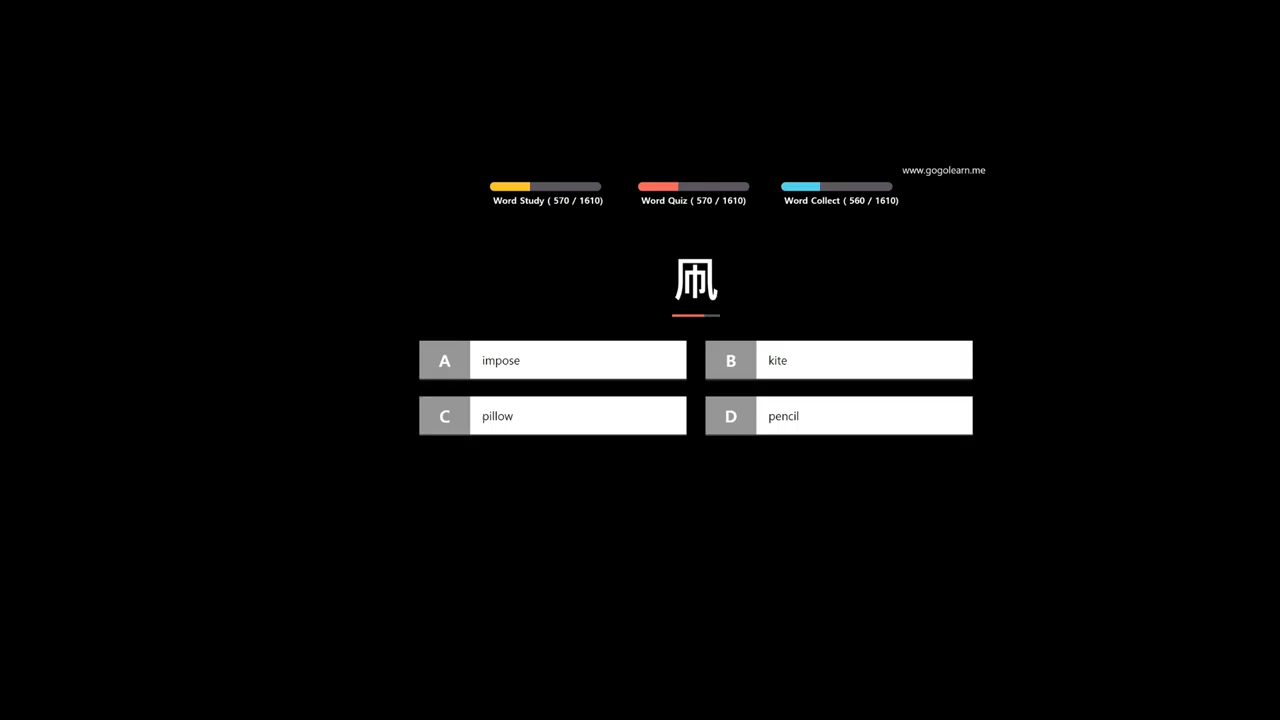 www.gogolearn.me
Word Study ( 570 / 1610)
Word Quiz ( 570 / 1610)
Word Collect ( 560 / 1610)
凧
A impose
B kite
C pillow
D pencil